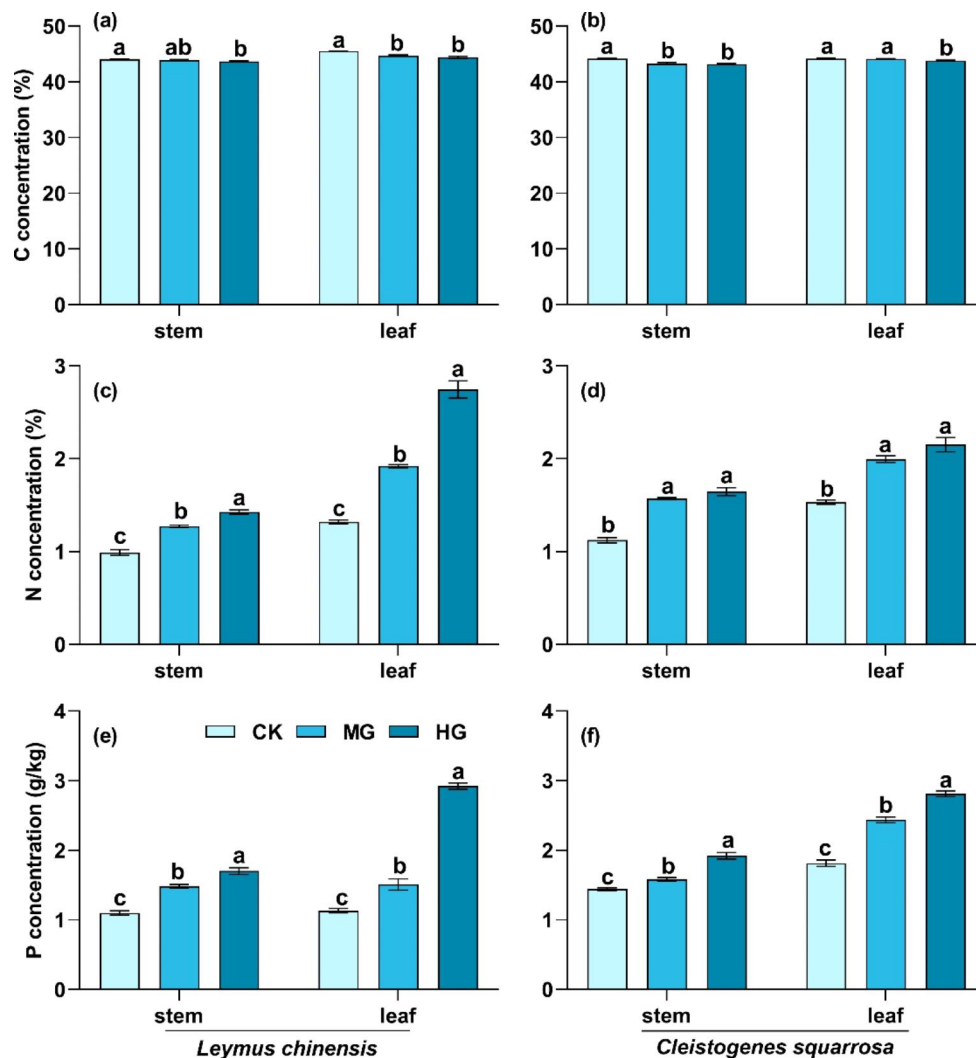 (a)
a ab b a b b
C concentration (%)
50
40
30
20
10
0
stem leaf
(b)
a b b a a b
50
40
30
20
10
0
stem leaf
(c)
c b a c b a
N concentration (%)
3
2
1
0
stem leaf
(d)
b a a b a a
3
2
1
0
stem leaf
(e)
CK MG HG
c b a c b a
P concentration (g/kg)
4
3
2
1
0
stem leaf
Leymus chinensis
(f)
c b a c b a
4
3
2
1
0
stem leaf
Cleistogenes squarrosa